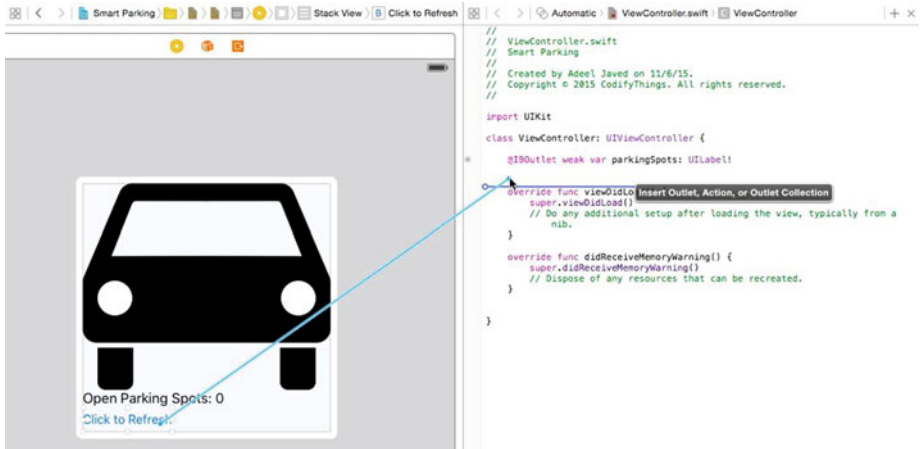 Smart Parking Stack View B Click to Refresh
Automatic ViewController.swift C ViewController
//
// ViewController.swift
// Smart Parking
//
// Created by Adeel Javed on 11/6/15.
// Copyright © 2015 CodifyThings. All rights reserved.
//
import UIKit
class ViewController: UIViewController {
@IBOutlet weak var parkingSpots: UILabel!
override func viewDidLo
Insert Outlet, Action, or Outlet Collection
super.viewDidLoad()
// Do any additional setup after loading the view, typically from a
nib.
}
override func didReceiveMemoryWarning() {
super.didReceiveMemoryWarning()
// Dispose of any resources that can be recreated.
}
}
Open Parking Spots: 0
Click to Refresh